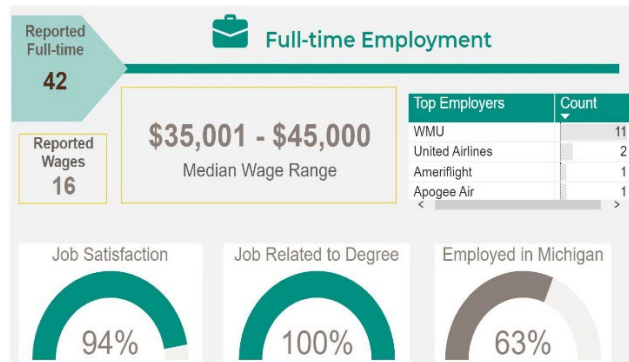 Reported
Full-time
42
Full-time Employment
Reported
Wages
16
$35,001 - $45,000
Median Wage Range
Top Employers Count
WMU 11
United Airlines 2
Ameriflight 1
Apogee Air 1
Job Satisfaction
94%
Job Related to Degree
100%
Employed in Michigan
63%